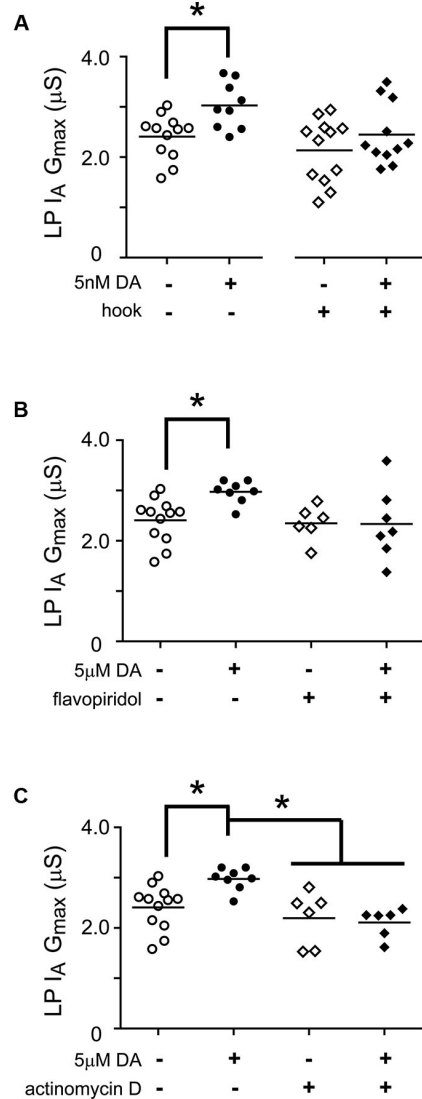 A
*
LP IA Gmax (μS)
4.0
2.0
0
5nM DA - + - +
hook - - + +
B
*
LP IA Gmax (μS)
4.0
2.0
0
5μM DA - + - +
flavopiridol - - + +
C
* *
LP IA Gmax (μS)
4.0
2.0
0
5μM DA - + - +
actinomycin D - - + +